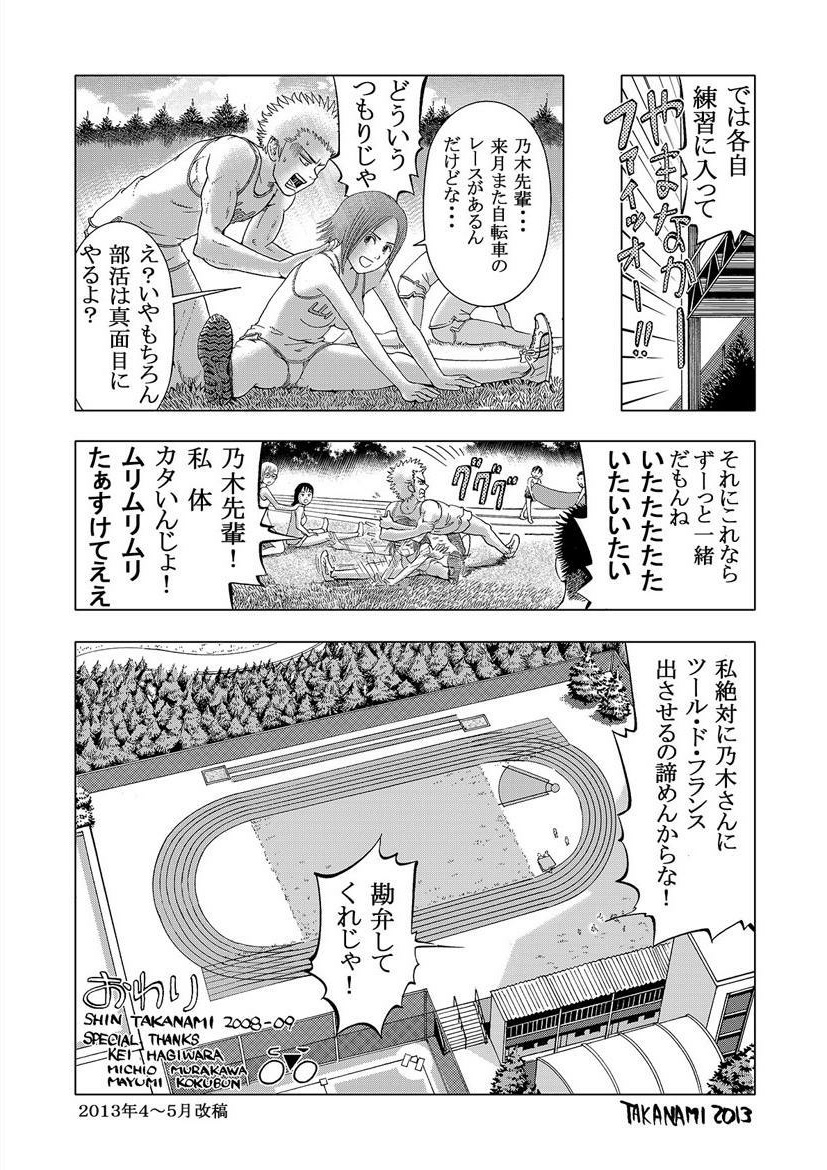 では各自
練習に入って
やまなかー
ファイッオー!!
乃木先輩・・・
来月また自転車の
レースがあるん
だけどな・・・
どういう
つもりじゃ
え?いやもちろん
部活は真面目に
やるよ?
それにこれなら
ずーっと一緒
だもんね
いたたたたた
いたいいたい
グググッ
乃木先輩!
私 体
カタいんじょ!
ムリムリムリ
たぁすけてええ
私絶対に乃木さんに
ツール・ド・フランス
出させるの諦めんからな!
勘弁して
くれじゃ!
おわり
SHIN TAKANAMI 2008-09
SPECIAL THANKS
KEI HAGIWARA
MICHIO MURAKAWA
MAYUMI KOKUBUN
2013年4〜5月改稿
TAKANAMI 2013